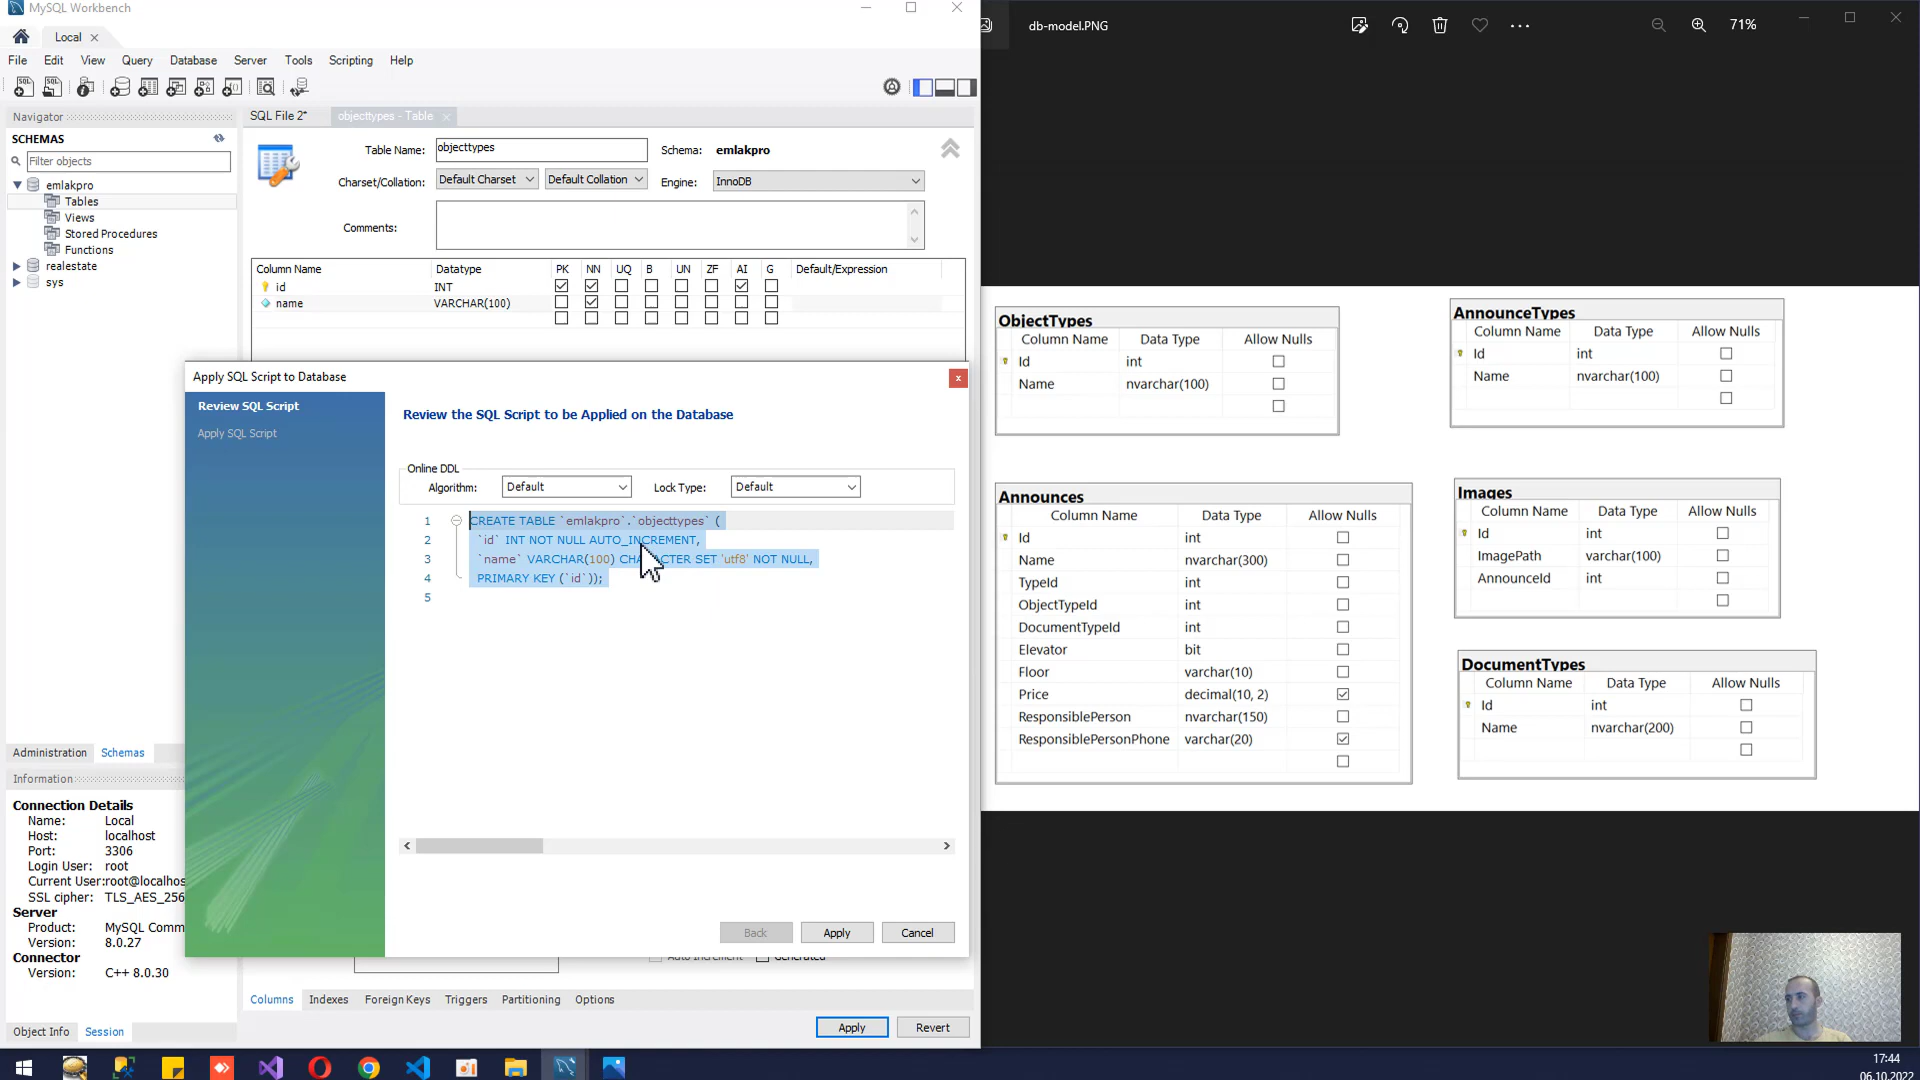 MySQL Workbench
Local
File Edit View Query Database Server Tools Scripting Help
Navigator
SCHEMAS
Filter objects
emlakpro
Tables
Views
Stored Procedures
Functions
realestate
sys
Administration Schemas
Information
Connection Details
Name: Local
Host: localhost
Port: 3306
Login User: root
Current User:root@localhos
SSL cipher: TLS_AES_256
Server
Product: MySQL Comm
Version: 8.0.27
Connector
Version: C++ 8.0.30
Object Info Session
SQL File 2*
objecttypes - Table
Table Name: objecttypes
Schema: emlakpro
Charset/Collation: Default Charset Default Collation
Engine: InnoDB
Comments:
Column Name Datatype PK NN UQ B UN ZF AI G Default/Expression
id INT
name VARCHAR(100)
Apply SQL Script to Database
Review SQL Script
Apply SQL Script
Review the SQL Script to be Applied on the Database
Online DDL
Algorithm: Default Lock Type: Default
1 CREATE TABLE `emlakpro`.`objecttypes` (
2 `id` INT NOT NULL AUTO_INCREMENT,
3 `name` VARCHAR(100) CHARACTER SET 'utf8' NOT NULL,
4 PRIMARY KEY (`id`));
5
Back Apply Cancel
Auto Increment Generated
Columns Indexes Foreign Keys Triggers Partitioning Options
Apply Revert
db-model.PNG
71%
ObjectTypes
Column Name Data Type Allow Nulls
Id int
Name nvarchar(100)
AnnounceTypes
Column Name Data Type Allow Nulls
Id int
Name nvarchar(100)
Announces
Column Name Data Type Allow Nulls
Id int
Name nvarchar(300)
TypeId int
ObjectTypeId int
DocumentTypeId int
Elevator bit
Floor varchar(10)
Price decimal(10, 2)
ResponsiblePerson nvarchar(150)
ResponsiblePersonPhone varchar(20)
Images
Column Name Data Type Allow Nulls
Id int
ImagePath varchar(100)
AnnounceId int
DocumentTypes
Column Name Data Type Allow Nulls
Id int
Name nvarchar(200)
17:44
06.10.2022